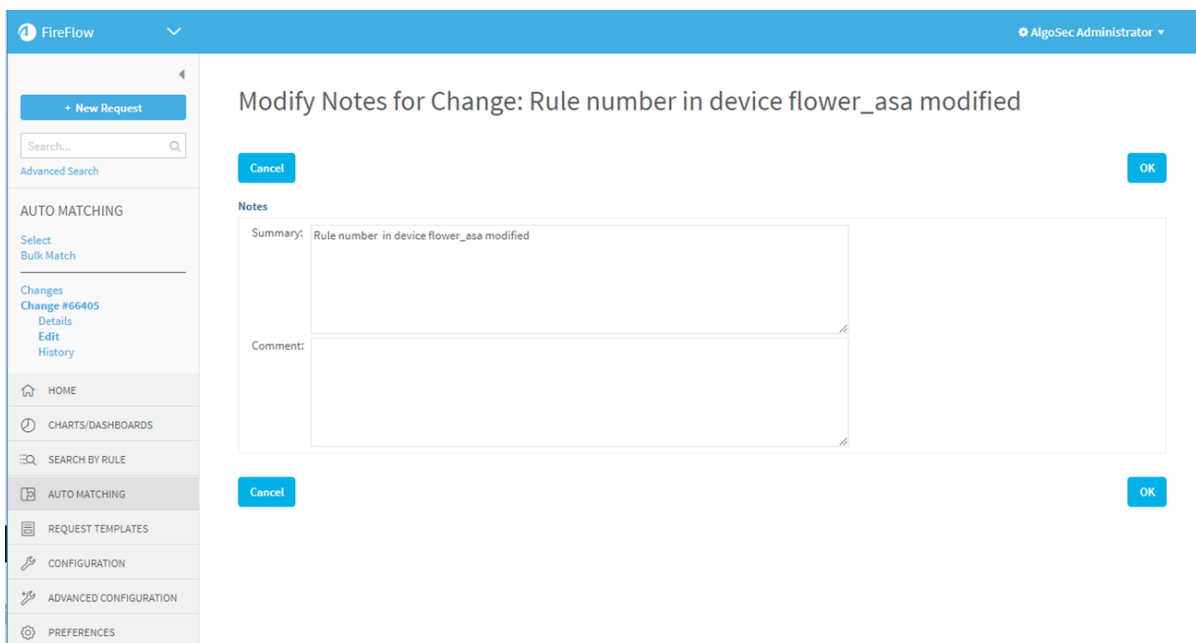 FireFlow
AlgoSec Administrator
+ New Request
Search...
Advanced Search
AUTO MATCHING
Select
Bulk Match
Changes
Change #66405
Details
Edit
History
HOME
CHARTS/DASHBOARDS
SEARCH BY RULE
AUTO MATCHING
REQUEST TEMPLATES
CONFIGURATION
ADVANCED CONFIGURATION
PREFERENCES
Modify Notes for Change: Rule number in device flower_asa modified
Cancel
OK
Notes
Summary: Rule number in device flower_asa modified
Comment:
Cancel
OK